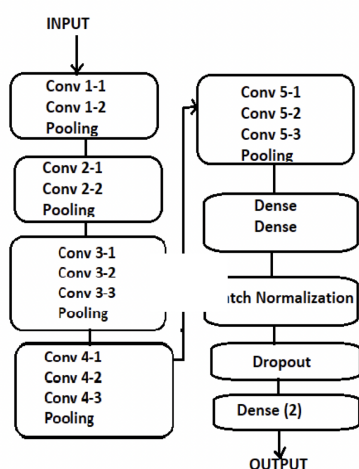 INPUT
Conv 1-1
Conv 1-2
Pooling
Conv 2-1
Conv 2-2
Pooling
Conv 3-1
Conv 3-2
Conv 3-3
Pooling
Conv 4-1
Conv 4-2
Conv 4-3
Pooling
Conv 5-1
Conv 5-2
Conv 5-3
Pooling
Dense
Dense
Normalization
Dropout
Dense (2)
OUTPUT